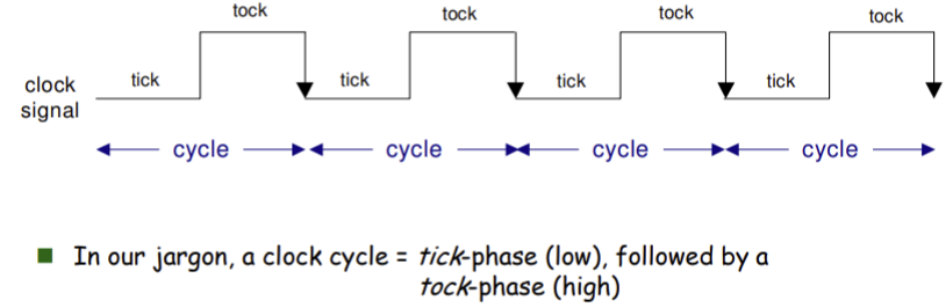 tock tock tock tock
clock signal
tick tick tick tick
cycle cycle cycle cycle
In our jargon, a clock cycle = tick-phase (low), followed by a
tock-phase (high)